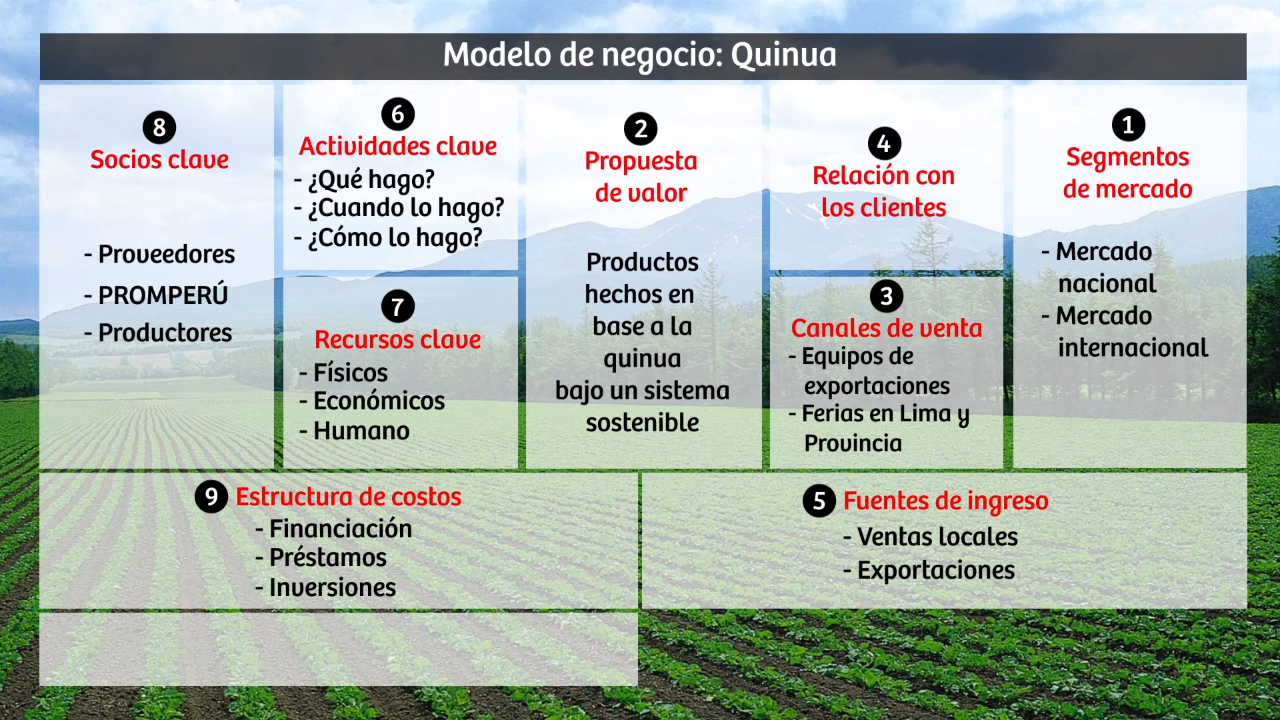 Modelo de negocio: Quinua
8
Socios clave
- Proveedores
- PROMPERÚ
- Productores
6
Actividades clave
- ¿Qué hago?
- ¿Cuando lo hago?
- ¿Cómo lo hago?
7
Recursos clave
- Físicos
- Económicos
- Humano
2
Propuesta
de valor
Productos
hechos en
base a la
quinua
bajo un sistema
sostenible
4
Relación con
los clientes
3
Canales de venta
- Equipos de
exportaciones
- Ferias en Lima y
Provincia
1
Segmentos
de mercado
- Mercado
nacional
- Mercado
internacional
9 Estructura de costos
- Financiación
- Préstamos
- Inversiones
5 Fuentes de ingreso
- Ventas locales
- Exportaciones